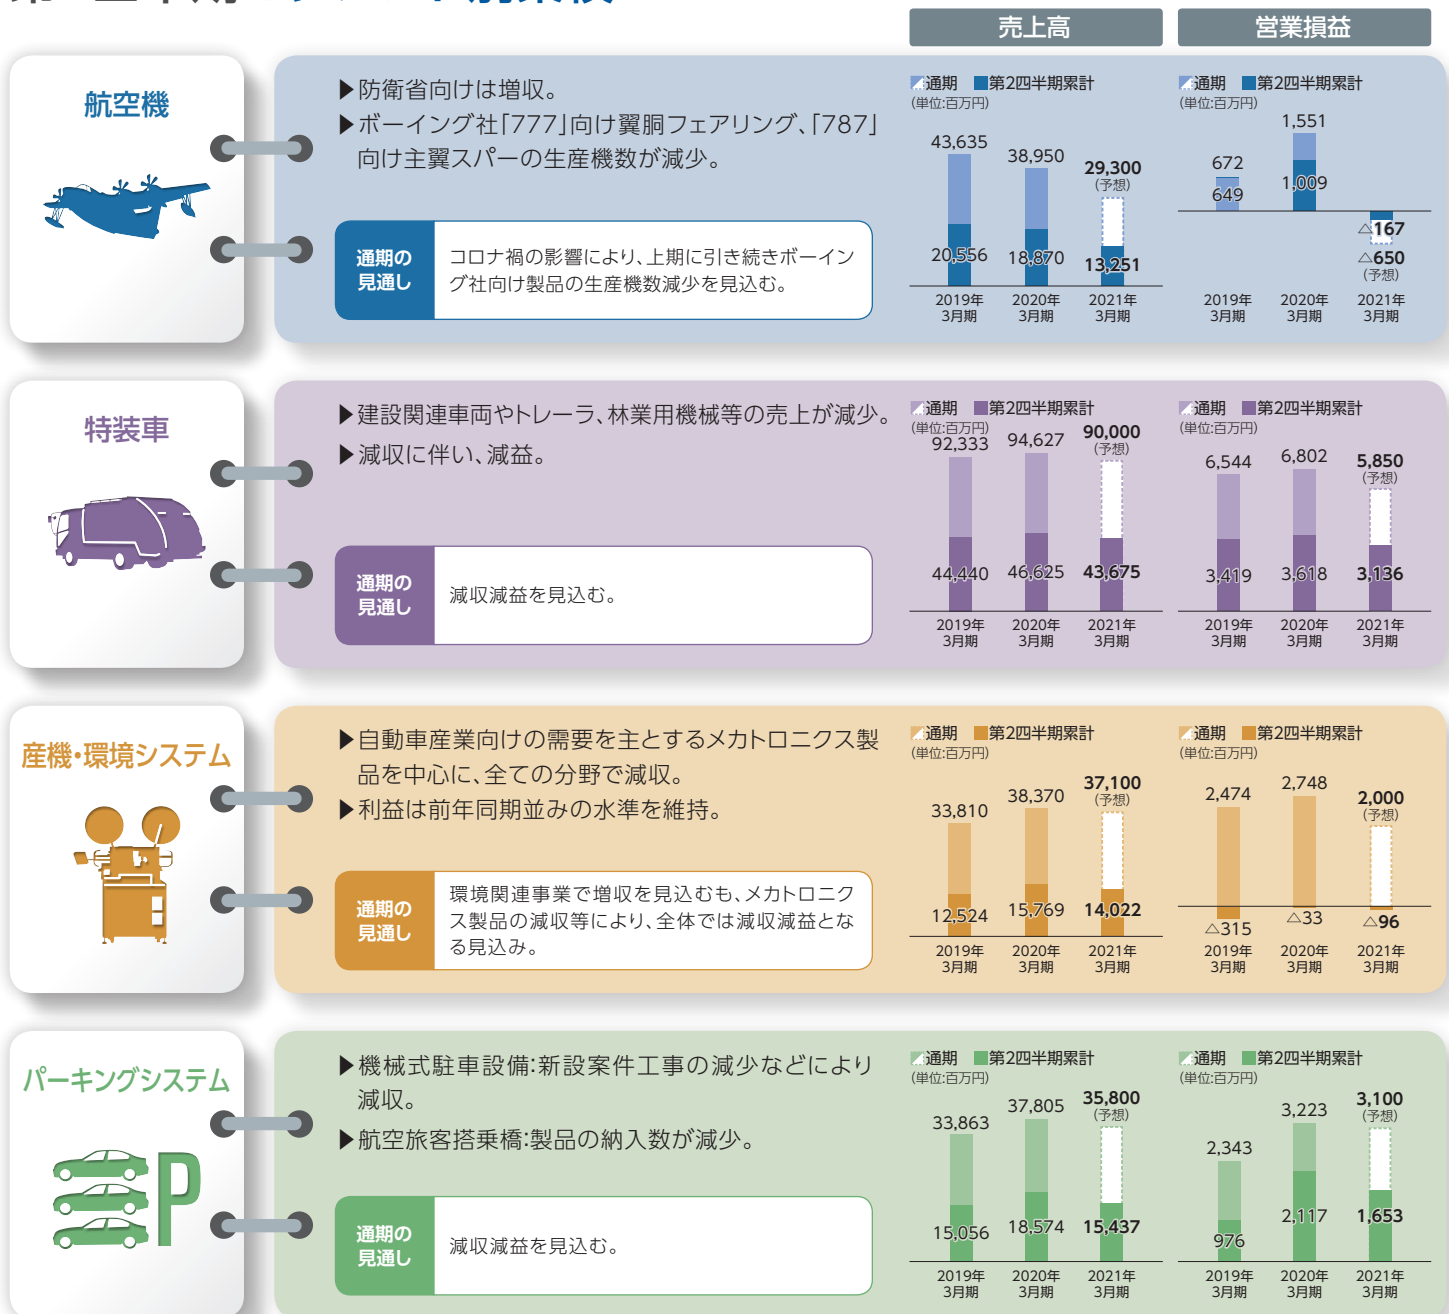 売上高
営業損益
航空機
▶防衛省向けは増収。
▶ボーイング社「777」向け翼胴フェアリング、「787」
向け主翼スパーの生産機数が減少。
通期の
見通し
コロナ禍の影響により、上期に引き続きボーイン
グ社向け製品の生産機数減少を見込む。
通期 第2四半期累計
(単位:百万円)
43,635
38,950
29,300
(予想)
20,556
18,870
13,251
2019年
3月期
2020年
3月期
2021年
3月期
通期 第2四半期累計
(単位:百万円)
672
649
1,551
1,009
△167
△650
(予想)
2019年
3月期
2020年
3月期
2021年
3月期
特装車
▶建設関連車両やトレーラ、林業用機械等の売上が減少。
▶減収に伴い、減益。
通期の
見通し
減収減益を見込む。
通期 第2四半期累計
(単位:百万円)
92,333
94,627
90,000
(予想)
44,440
46,625
43,675
2019年
3月期
2020年
3月期
2021年
3月期
通期 第2四半期累計
(単位:百万円)
6,544
6,802
5,850
(予想)
3,419
3,618
3,136
2019年
3月期
2020年
3月期
2021年
3月期
産機・環境システム
▶自動車産業向けの需要を主とするメカトロニクス製
品を中心に、全ての分野で減収。
▶利益は前年同期並みの水準を維持。
通期の
見通し
環境関連事業で増収を見込むも、メカトロニク
ス製品の減収等により、全体では減収減益とな
る見込み。
通期 第2四半期累計
(単位:百万円)
33,810
38,370
37,100
(予想)
12,524
15,769
14,022
2019年
3月期
2020年
3月期
2021年
3月期
通期 第2四半期累計
(単位:百万円)
2,474
2,748
2,000
(予想)
△315
△33
△96
2019年
3月期
2020年
3月期
2021年
3月期
パーキングシステム
▶機械式駐車設備:新設案件工事の減少などにより
減収。
▶航空旅客搭乗橋:製品の納入数が減少。
通期の
見通し
減収減益を見込む。
P
通期 第2四半期累計
(単位:百万円)
33,863
37,805
35,800
(予想)
15,056
18,574
15,437
2019年
3月期
2020年
3月期
2021年
3月期
通期 第2四半期累計
(単位:百万円)
2,343
3,223
3,100
(予想)
976
2,117
1,653
2019年
3月期
2020年
3月期
2021年
3月期